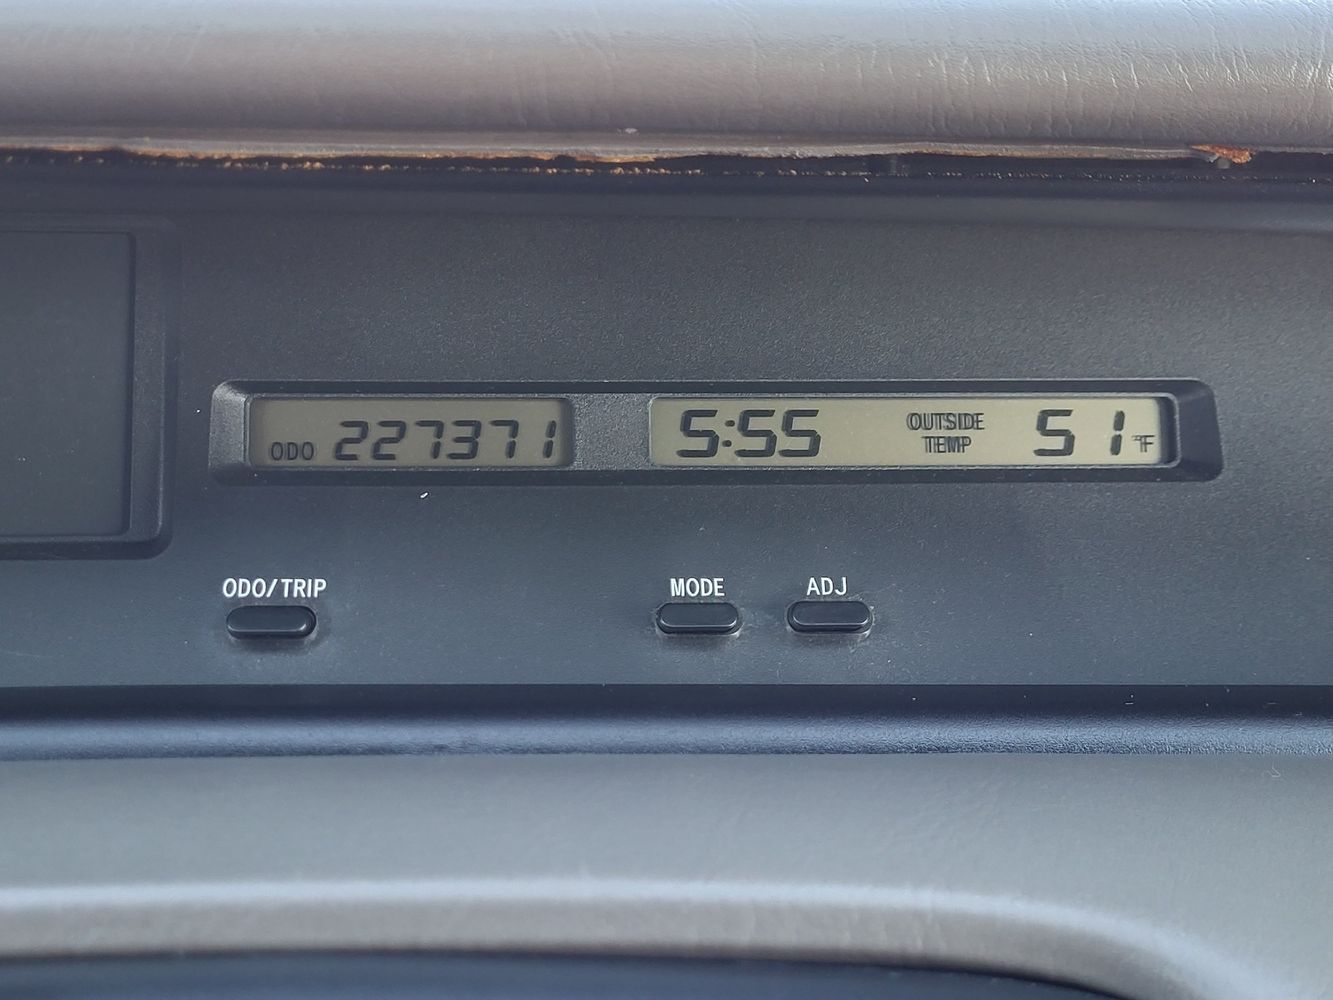 ODO 227371
5:55
OUTSIDE
TEMP
51 °F
ODO/TRIP
MODE
ADJ